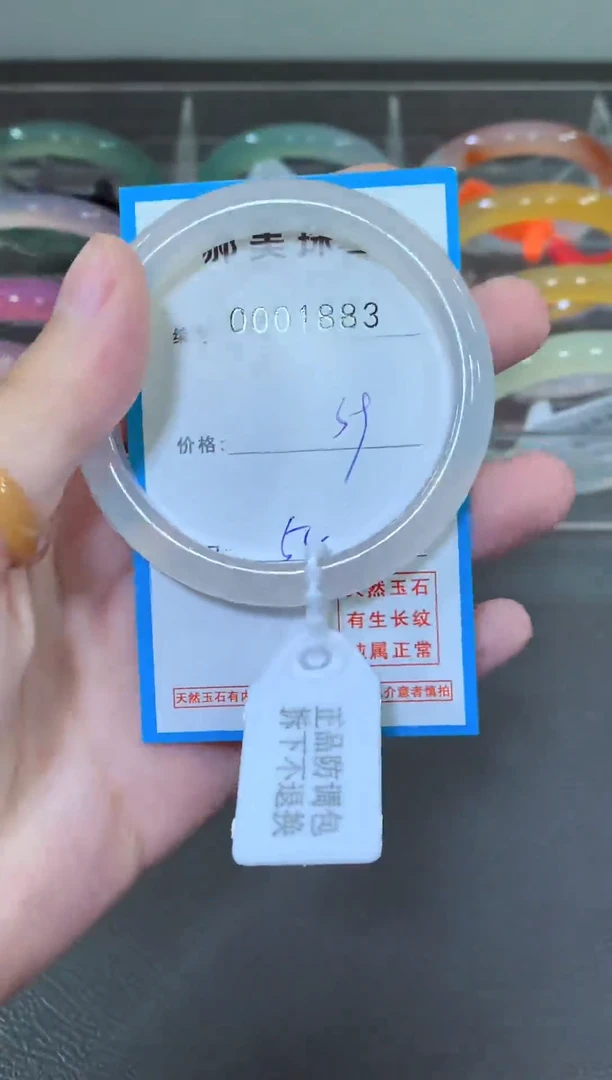 0001883
价格：59
天然玉石
有生长纹
纯属正常
天然玉石有内
介意者慎拍
正品防调包
拆下不退换